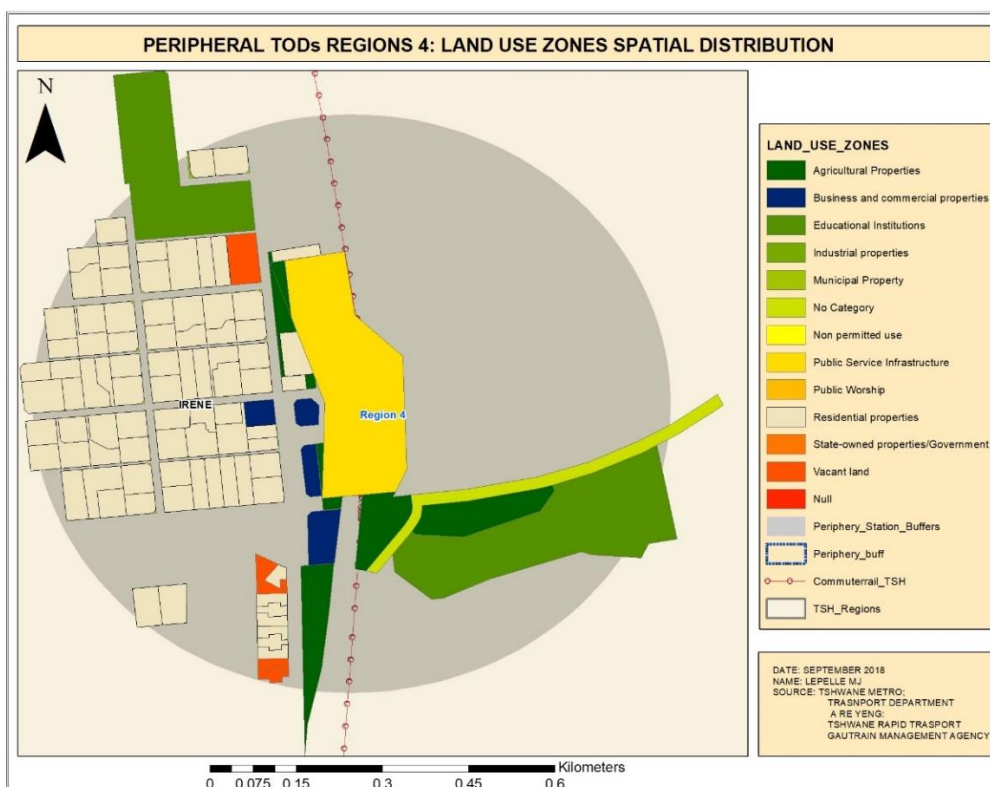 PERIPHERAL TODs REGIONS 4: LAND USE ZONES SPATIAL DISTRIBUTION
N
IRENE
Region 4
LAND_USE_ZONES
Agricultural Properties
Business and commercial properties
Educational Institutions
Industrial properties
Municipal Property
No Category
Non permitted use
Public Service Infrastructure
Public Worship
Residential properties
State-owned properties/Government
Vacant land
Null
Periphery_Station_Buffers
Periphery_buff
Commuterrail_TSH
TSH_Regions
DATE: SEPTEMBER 2018
NAME: LEPELLE MJ
SOURCE: TSHWANE METRO;
TRASNPORT DEPARTMENT
A RE YENG:
TSHWANE RAPID TRASPORT
GAUTRAIN MANAGEMENT AGENCY
Kilometers
0 0.075 0.15 0.3 0.45 0.6